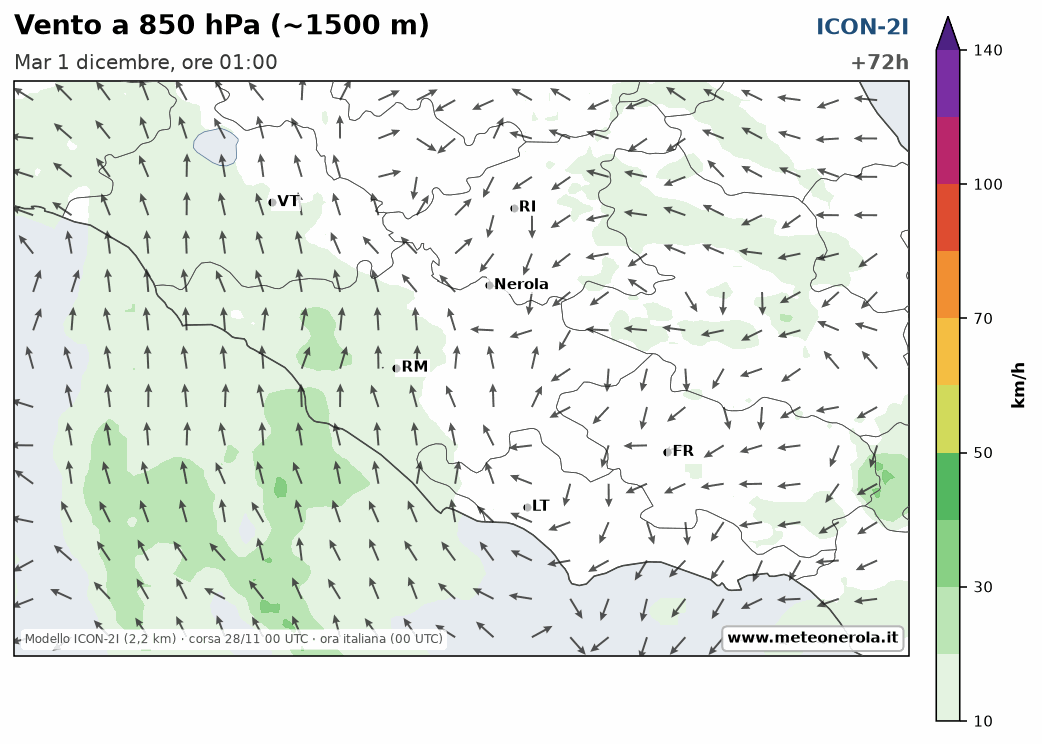 Vento a 850 hPa (~1500 m)
ICON-2I
Mar 1 dicembre, ore 01:00
+72h
VT
RI
Nerola
RM
FR
LT
Modello ICON-2I (2,2 km) · corsa 28/11 00 UTC · ora italiana (00 UTC)
www.meteonerola.it
140
100
70
50
30
10
km/h